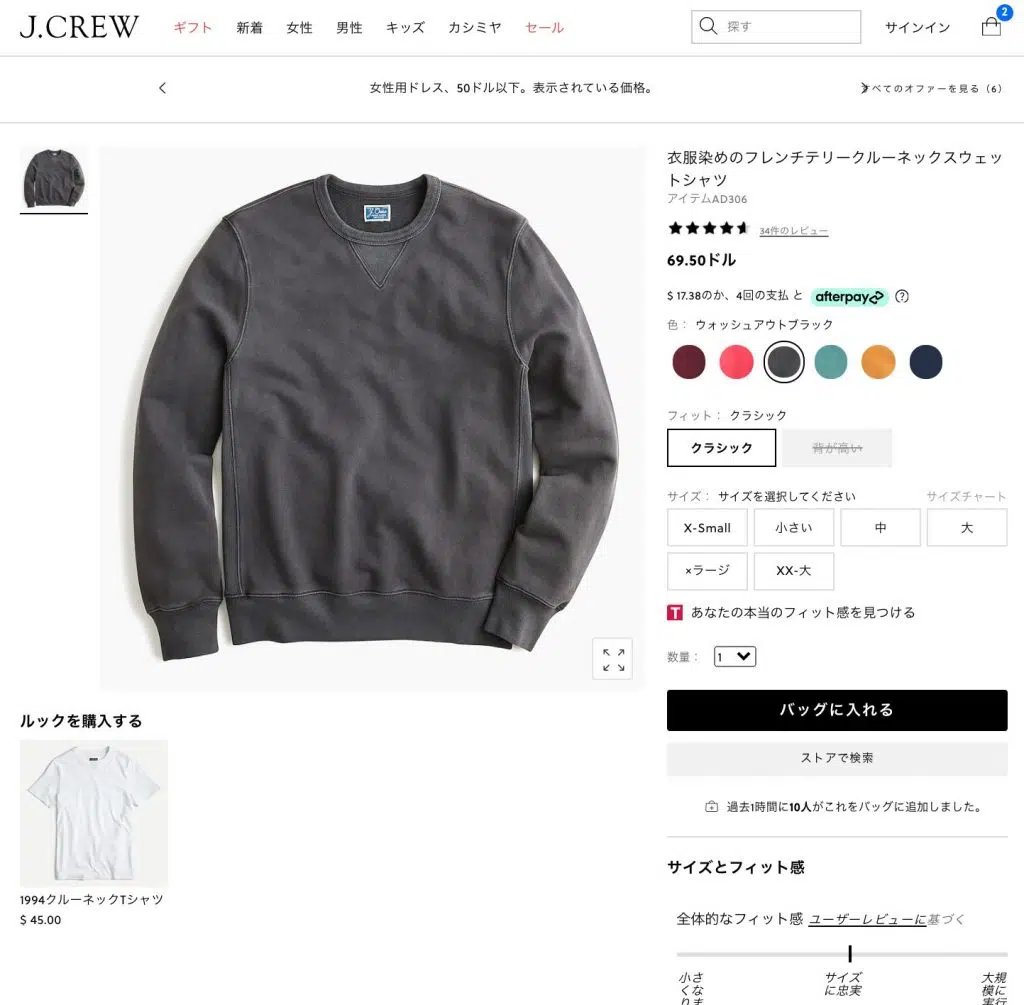 J.CREW
ギフト 新着 女性 男性 キッズ カシミヤ セール
探す
サインイン
2
女性用ドレス、50ドル以下。表示されている価格。
すべてのオファーを見る（6）
衣服染めのフレンチテリークルーネックスウェッ
トシャツ
アイテムAD306
34件のレビュー
69.50ドル
$ 17.38のか、4回の支払 と afterpay ?
色： ウォッシュアウトブラック
フィット： クラシック
クラシック 背が高い
サイズ： サイズを選択してください サイズチャート
X-Small 小さい 中 大
×ラージ XX-大
T あなたの本当のフィット感を見つける
数量： 1
バッグに入れる
ストアで検索
過去1時間に10人がこれをバッグに追加しました。
サイズとフィット感
全体的なフィット感 ユーザーレビューに基づく
小さ サイズ 大規
くな に忠実 模に
りま 実行
ルックを購入する
1994クルーネックTシャツ
$ 45.00